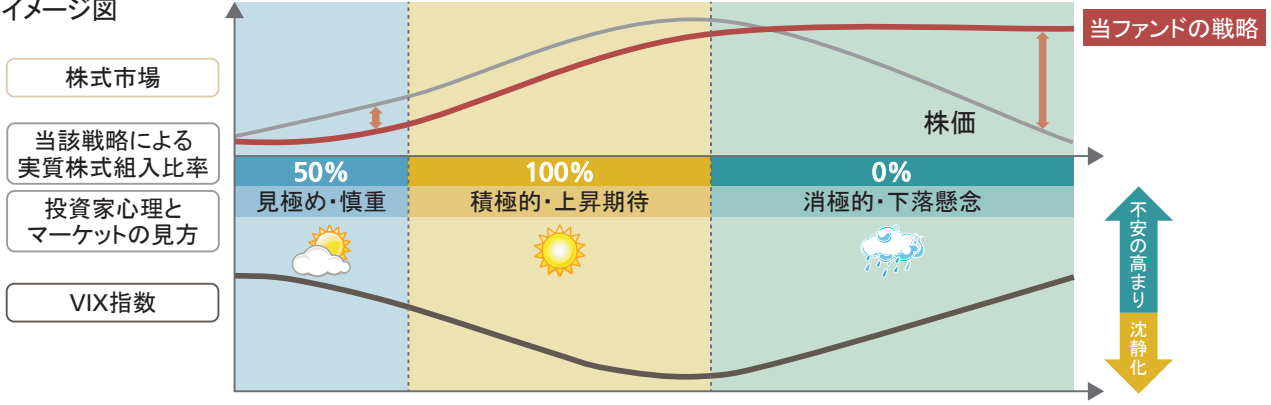 イメージ図
当ファンドの戦略
株式市場
株価
当該戦略による
実質株式組入比率
50%
100%
0%
投資家心理と
マーケットの見方
見極め・慎重
積極的・上昇期待
消極的・下落懸念
VIX指数
不安の高まり
沈静化